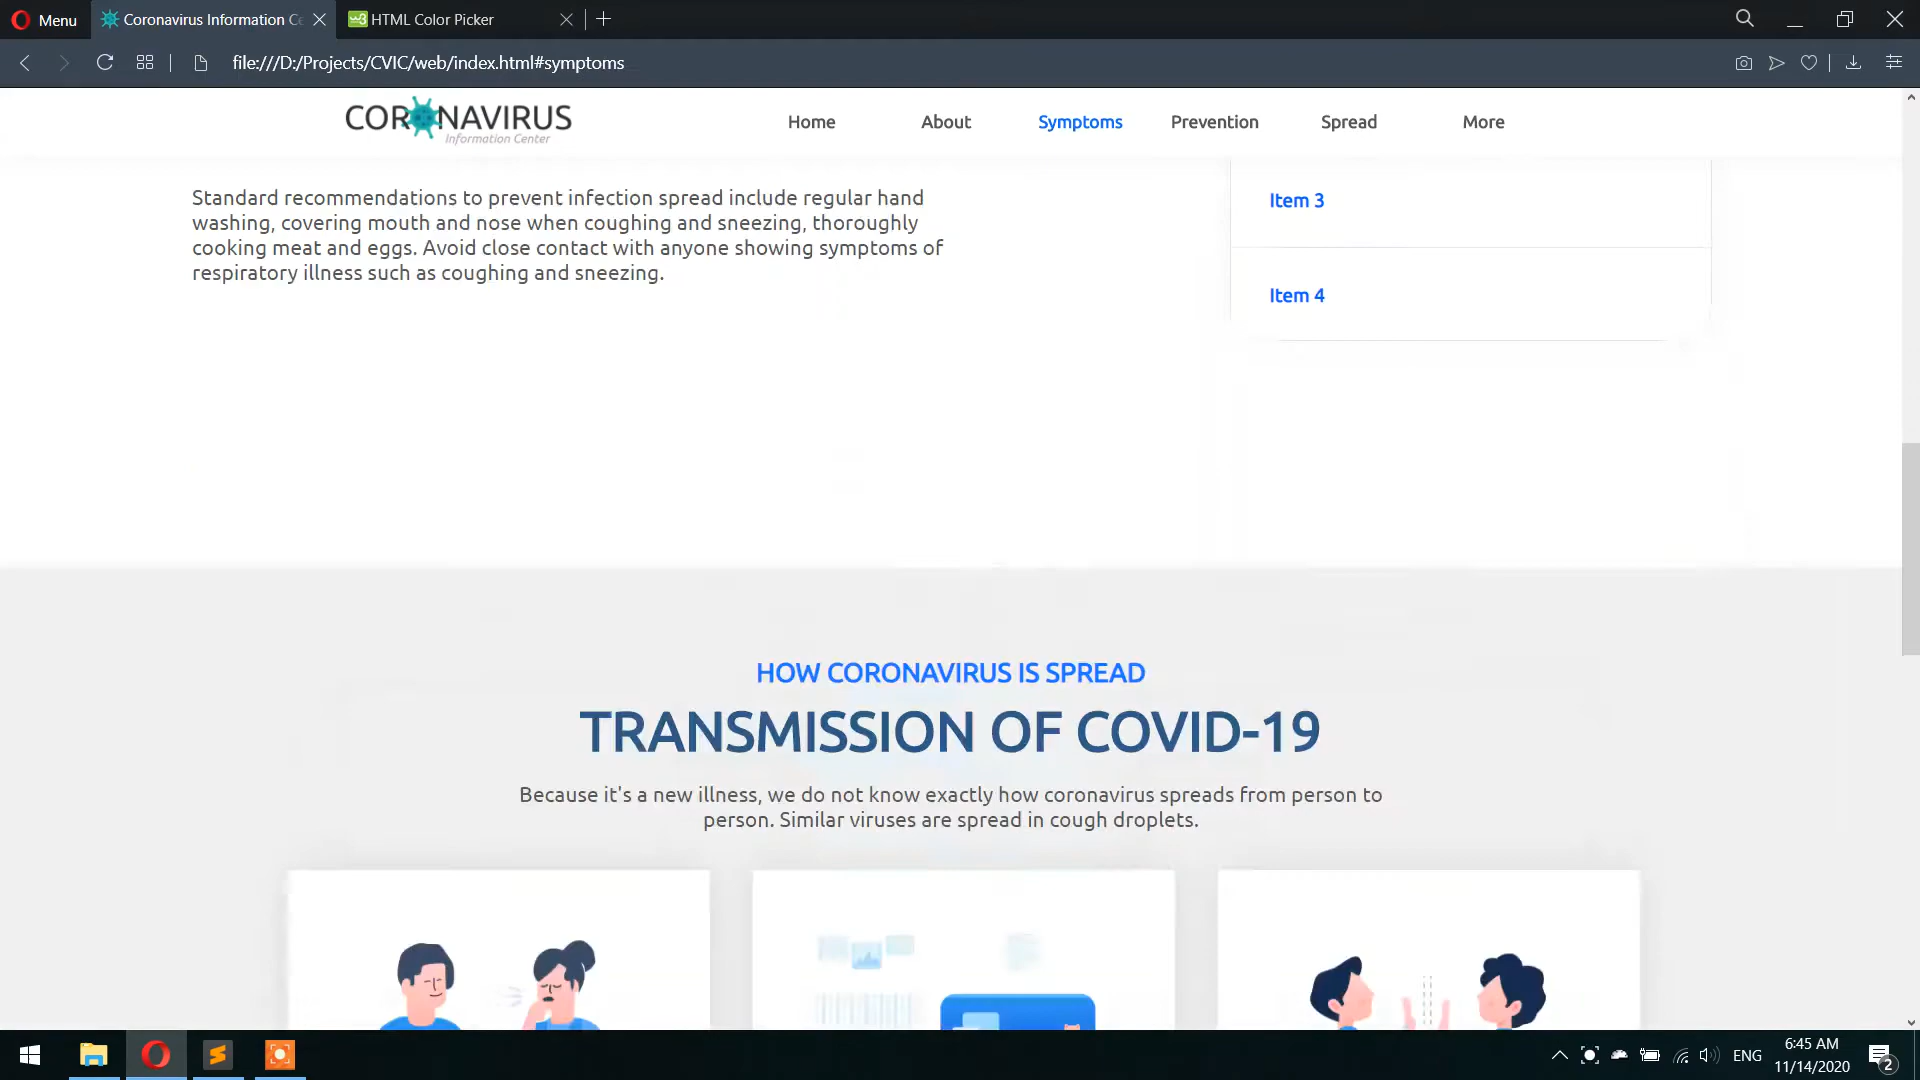 Menu
Coronavirus Information Ce
HTML Color Picker
file:///D:/Projects/CVIC/web/index.html#symptoms
CORONAVIRUS
Information Center
Home
About
Symptoms
Prevention
Spread
More
Standard recommendations to prevent infection spread include regular hand
washing, covering mouth and nose when coughing and sneezing, thoroughly
cooking meat and eggs. Avoid close contact with anyone showing symptoms of
respiratory illness such as coughing and sneezing.
Item 3
Item 4
HOW CORONAVIRUS IS SPREAD
TRANSMISSION OF COVID-19
Because it's a new illness, we do not know exactly how coronavirus spreads from person to
person. Similar viruses are spread in cough droplets.
ENG
6:45 AM
11/14/2020
2